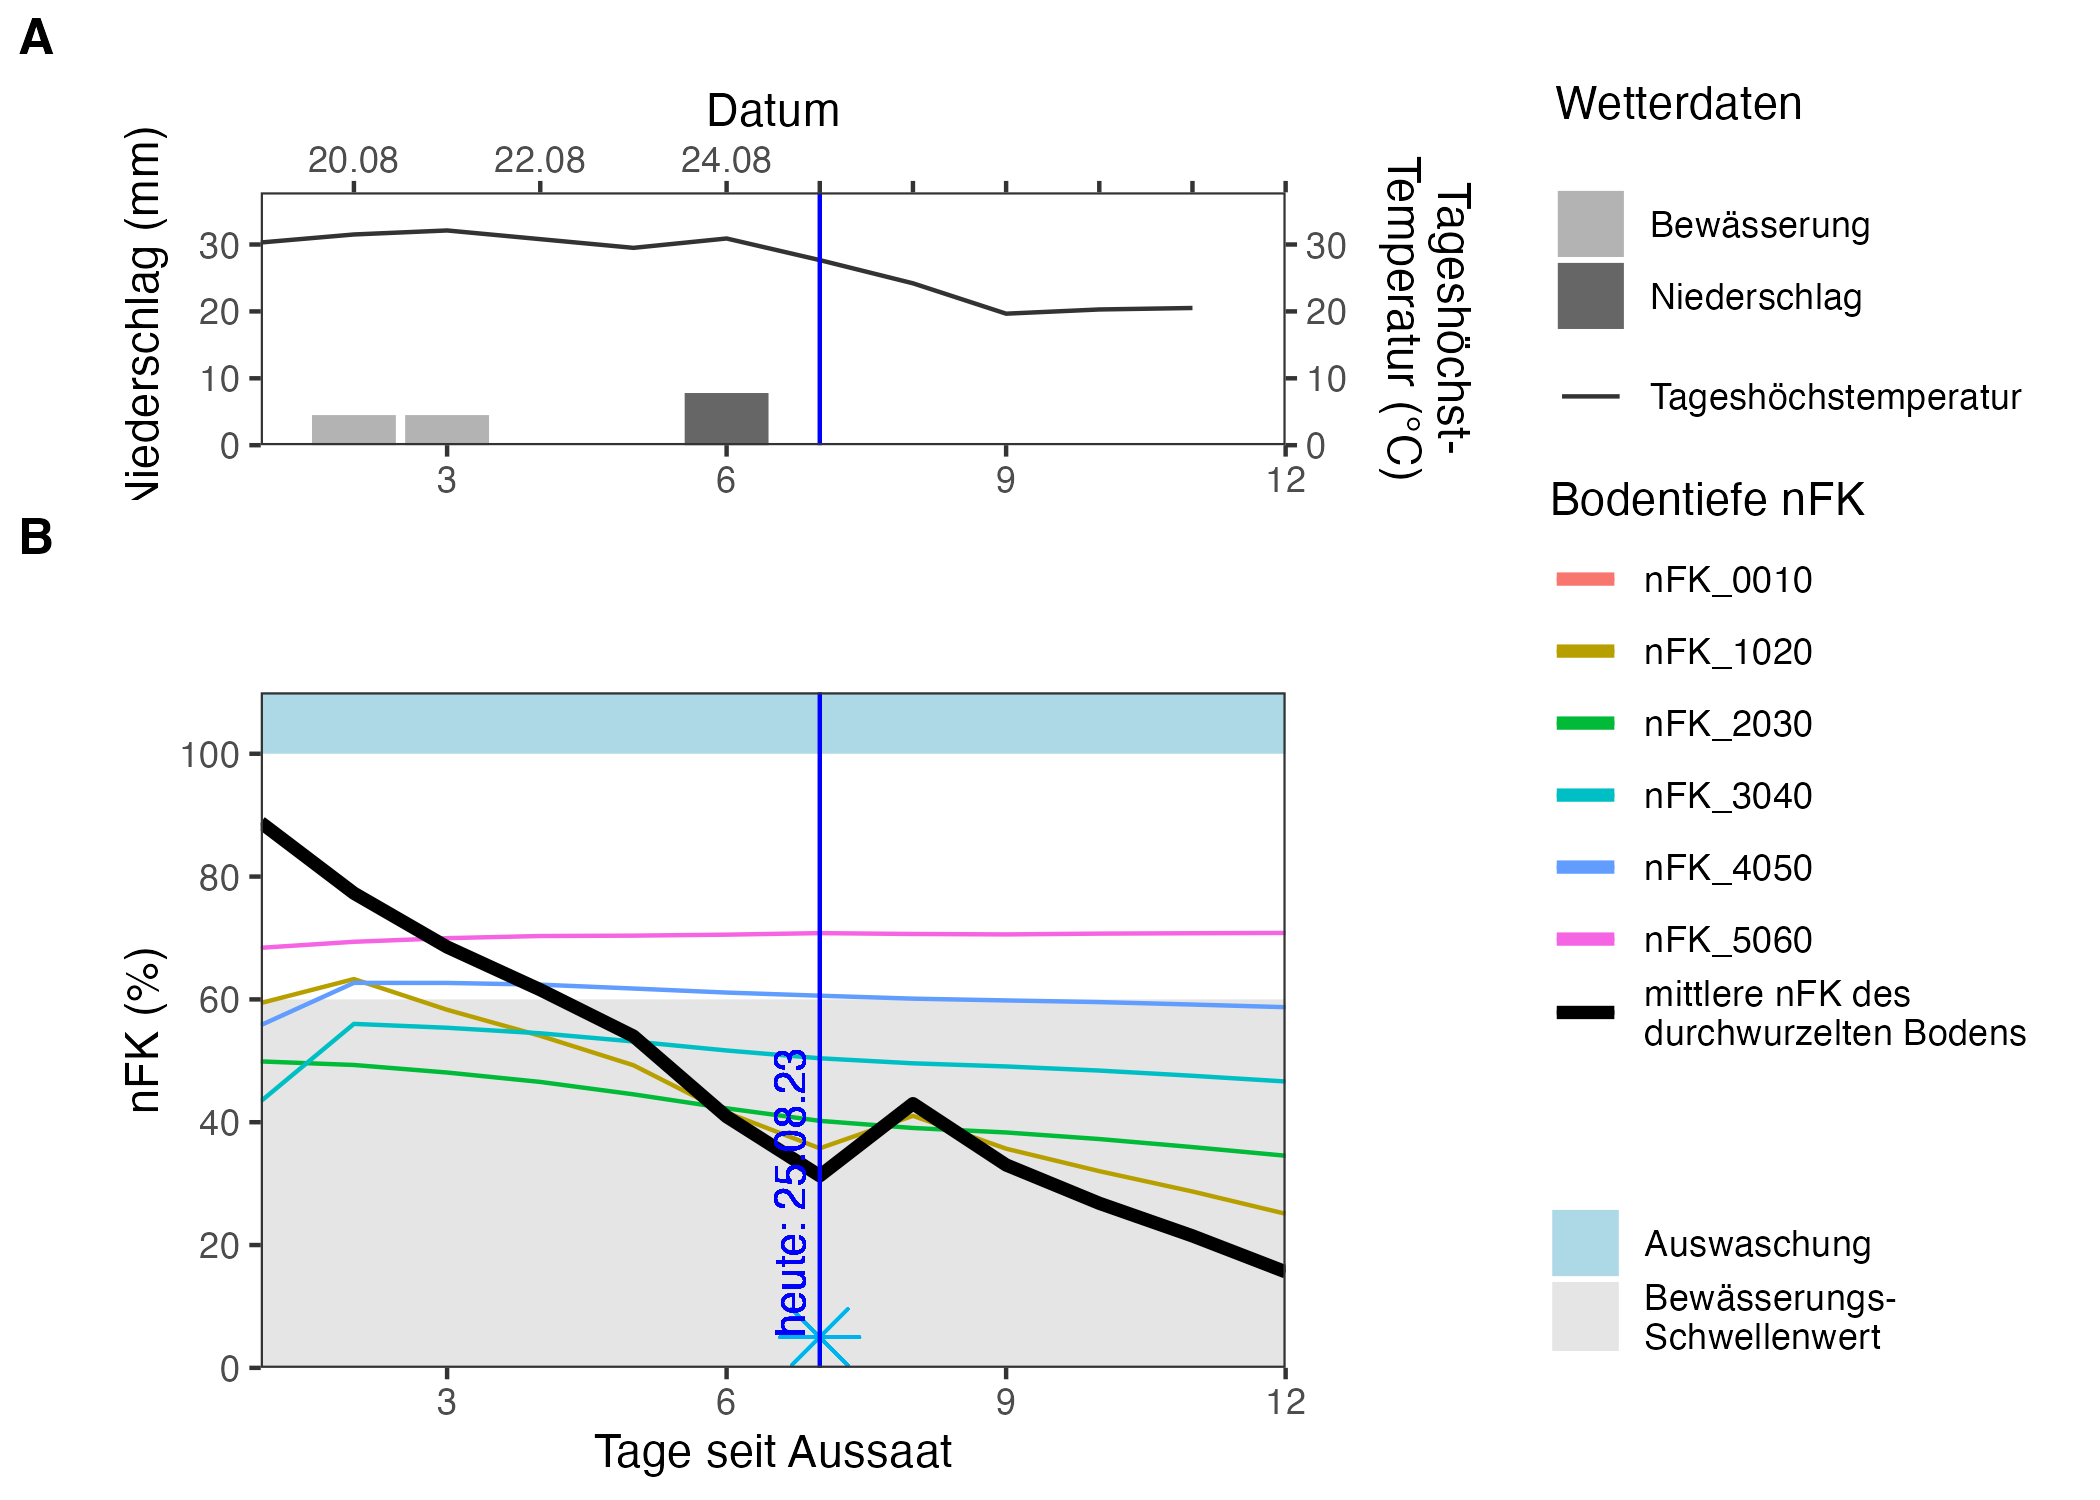 A
Datum
20.08 22.08 24.08
Niederschlag (mm)
30
20
10
0
30
20
10
0
Tageshöchst-
Temperatur (°C)
3 6 9 12
Wetterdaten
Bewässerung
Niederschlag
Tageshöchstemperatur
B
nFK (%)
100
80
60
40
20
0
heute: 25.08.23
3 6 9 12
Tage seit Aussaat
Bodentiefe nFK
nFK_0010
nFK_1020
nFK_2030
nFK_3040
nFK_4050
nFK_5060
mittlere nFK des
durchwurzelten Bodens
Auswaschung
Bewässerungs-
Schwellenwert